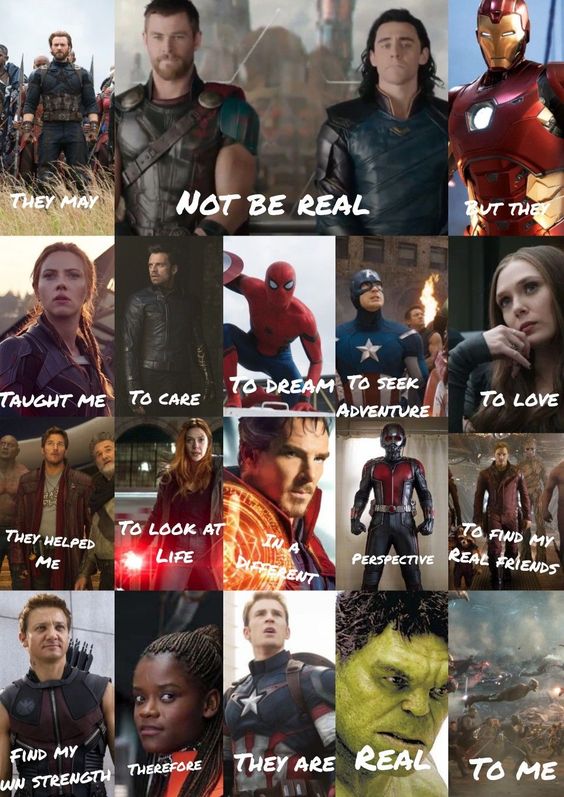 They may
Not be real
But they
Taught me
to care
to dream
to seek
adventure
to love
They helped
me
To look at
life
In a
different
perspective
To find my
real friends
Find my
wn strength
Therefore
They are
Real
To me